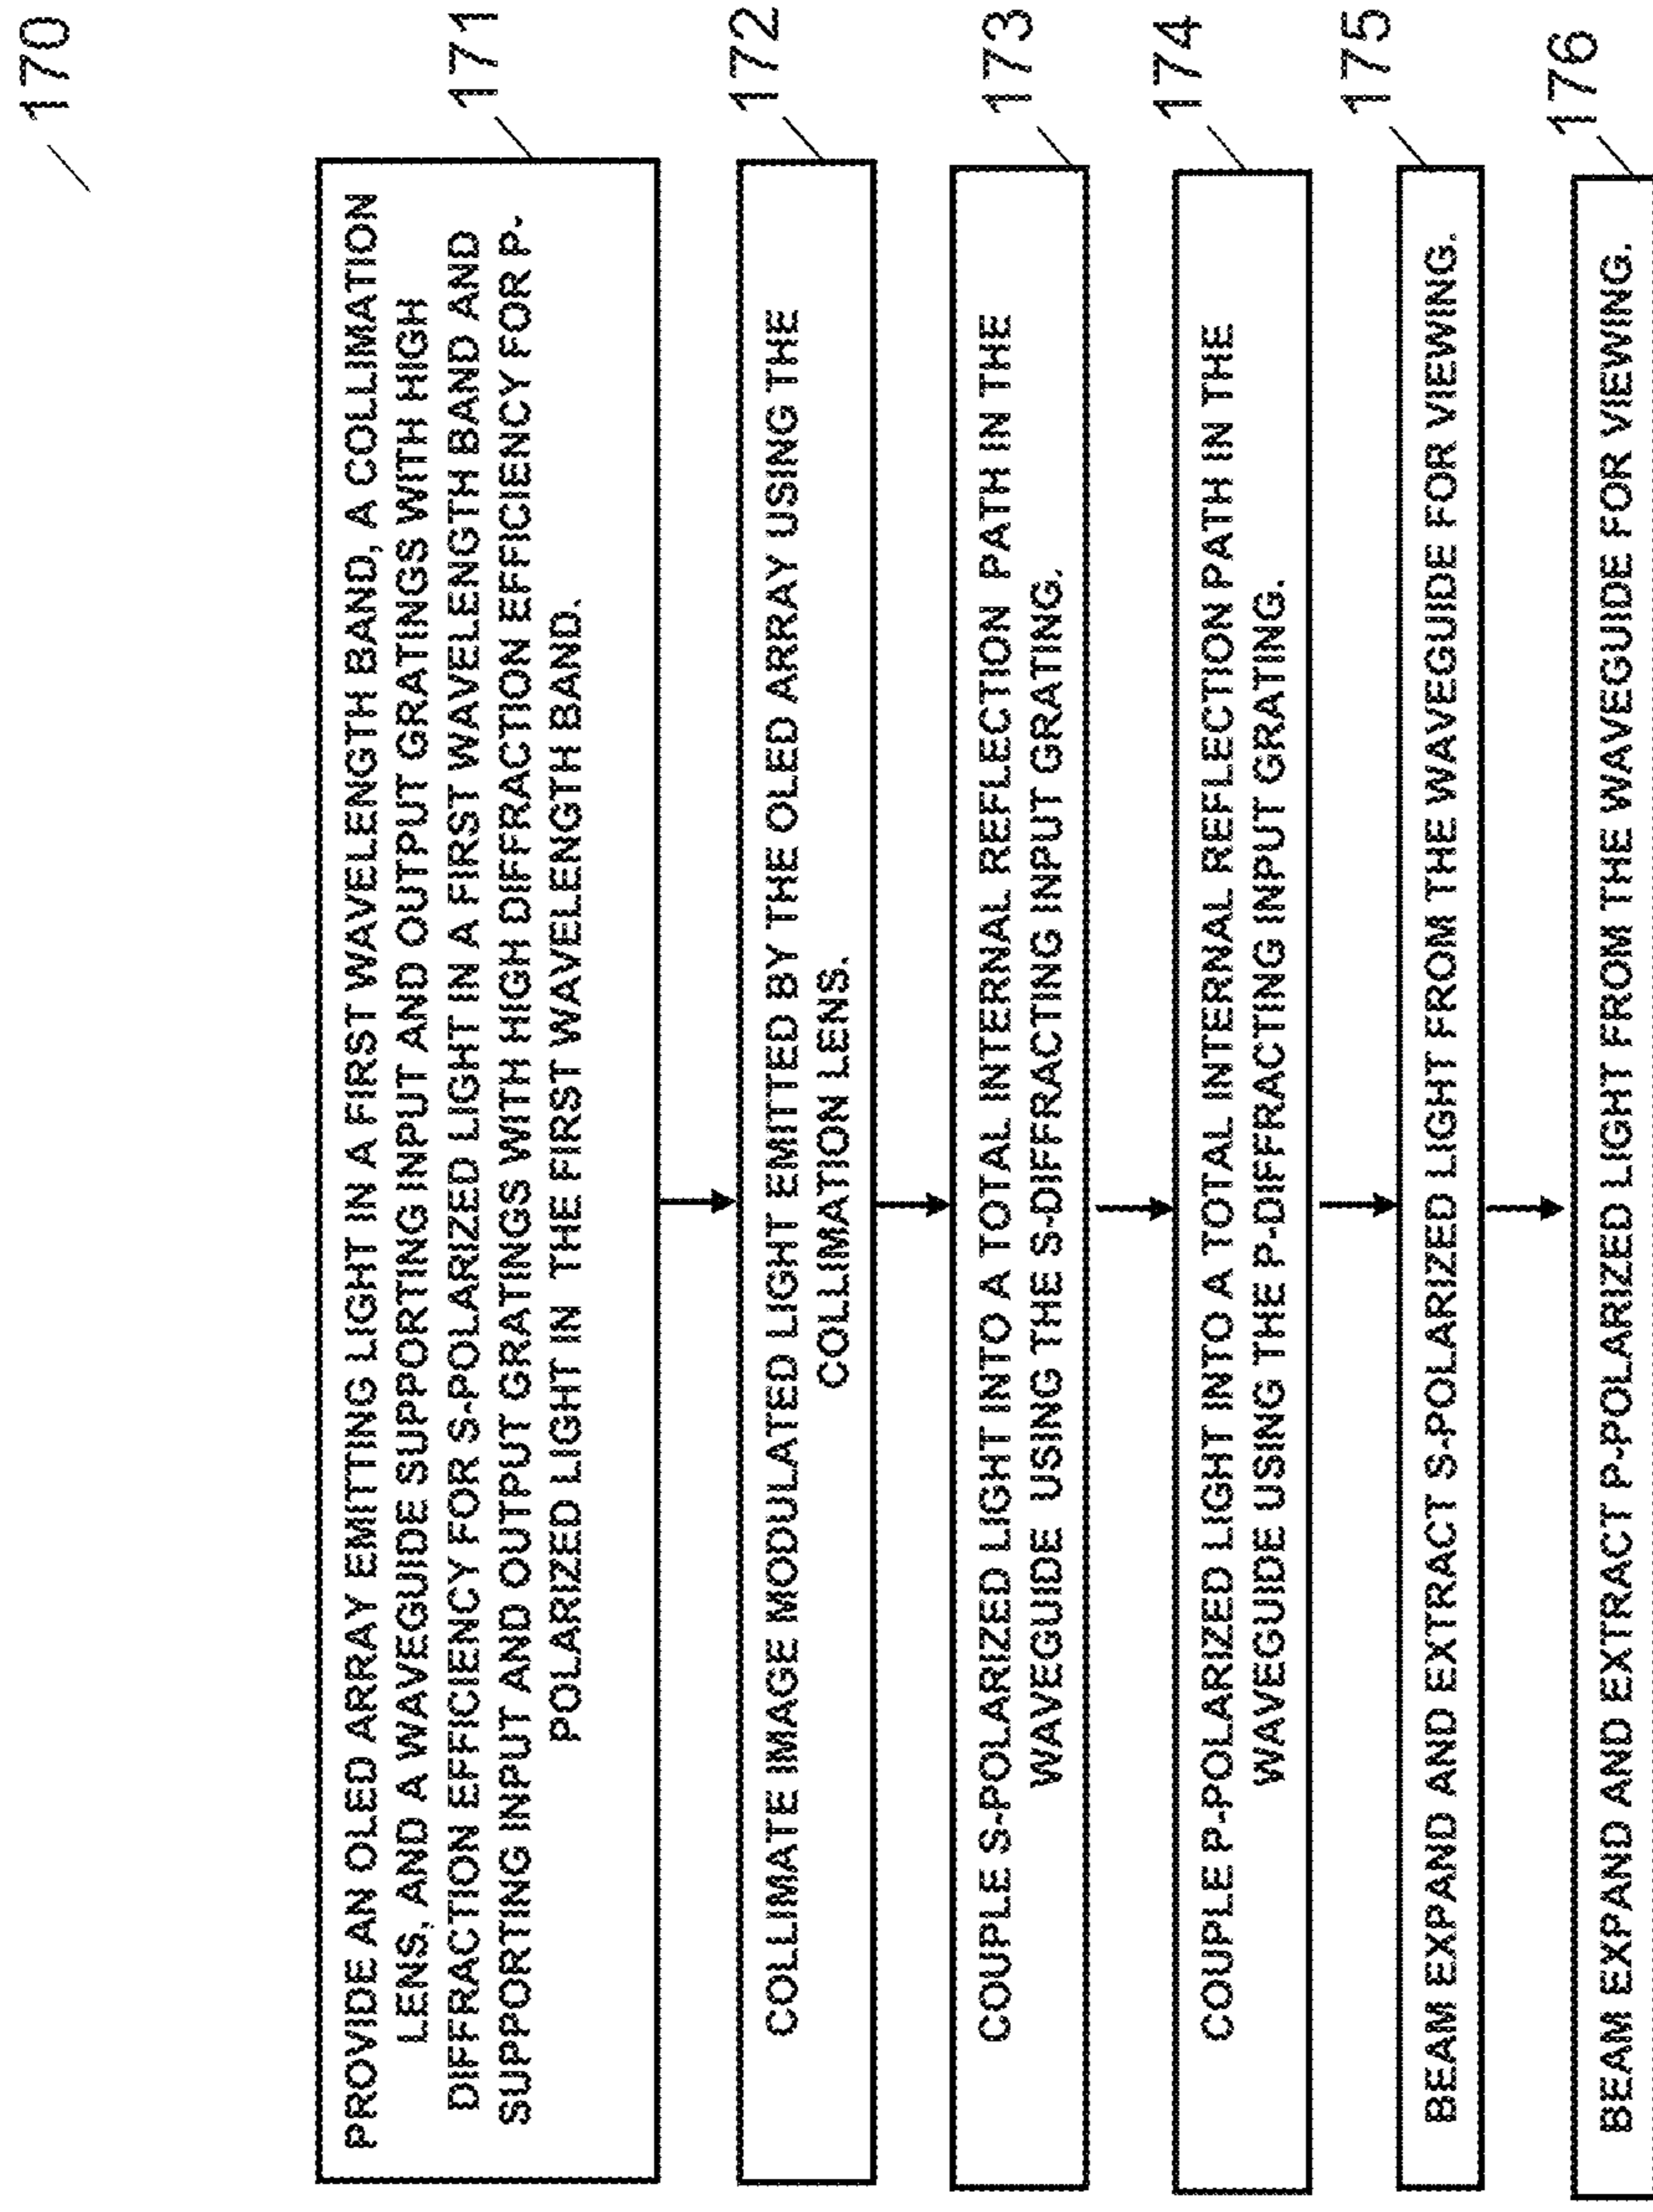 170
PROVIDE AN OLED ARRAY EMITTING LIGHT IN A FIRST WAVELENGTH BAND, A COLLIMATION
LENS, AND A WAVEGUIDE SUPPORTING INPUT AND OUTPUT GRATINGS WITH HIGH
DIFFRACTION EFFICIENCY FOR S-POLARIZED LIGHT IN A FIRST WAVELENGTH BAND AND
SUPPORTING INPUT AND OUTPUT GRATINGS WITH HIGH DIFFRACTION EFFICIENCY FOR P-
POLARIZED LIGHT IN THE FIRST WAVELENGTH BAND.
171
COLLIMATE IMAGE MODULATED LIGHT EMITTED BY THE OLED ARRAY USING THE
COLLIMATION LENS.
172
COUPLE S-POLARIZED LIGHT INTO A TOTAL INTERNAL REFLECTION PATH IN THE
WAVEGUIDE USING THE S-DIFFRACTING INPUT GRATING.
173
COUPLE P-POLARIZED LIGHT INTO A TOTAL INTERNAL REFLECTION PATH IN THE
WAVEGUIDE USING THE P-DIFFRACTING INPUT GRATING.
174
BEAM EXPAND AND EXTRACT S-POLARIZED LIGHT FROM THE WAVEGUIDE FOR VIEWING.
175
BEAM EXPAND AND EXTRACT P-POLARIZED LIGHT FROM THE WAVEGUIDE FOR VIEWING.
176